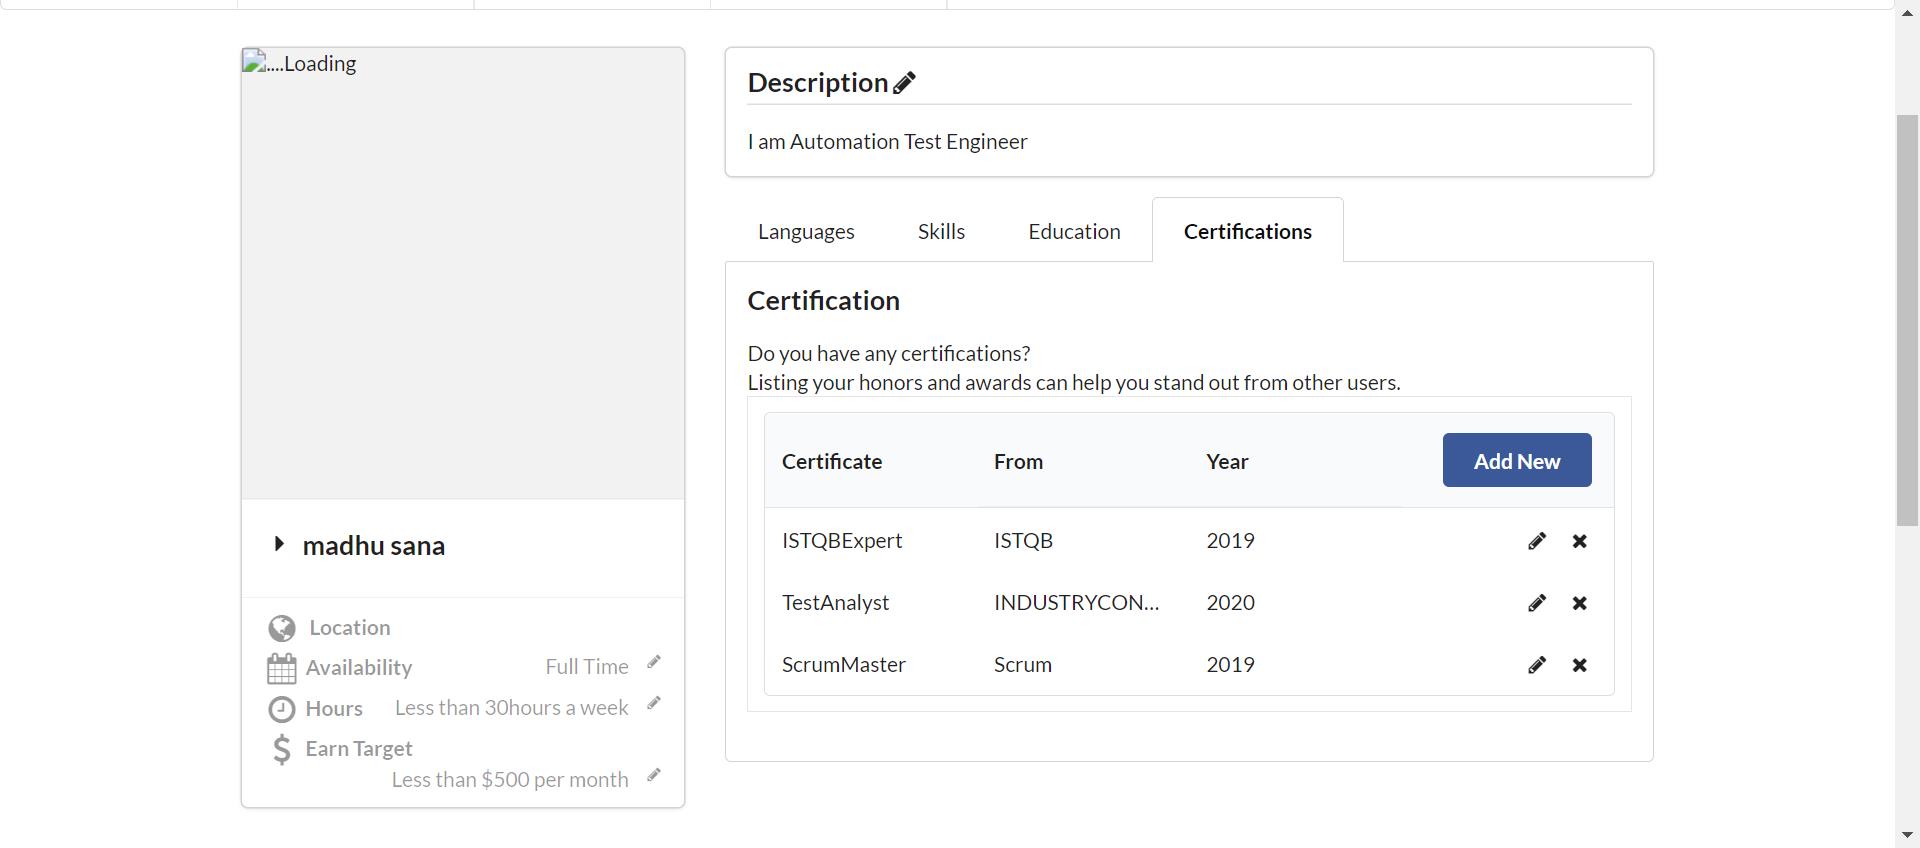 ....Loading
madhu sana
Location
Availability Full Time
Hours Less than 30hours a week
Earn Target
Less than $500 per month
Description
I am Automation Test Engineer
Languages Skills Education Certifications
Certification
Do you have any certifications?
Listing your honors and awards can help you stand out from other users.
Certificate From Year Add New
ISTQBExpert ISTQB 2019
TestAnalyst INDUSTRYCON... 2020
ScrumMaster Scrum 2019